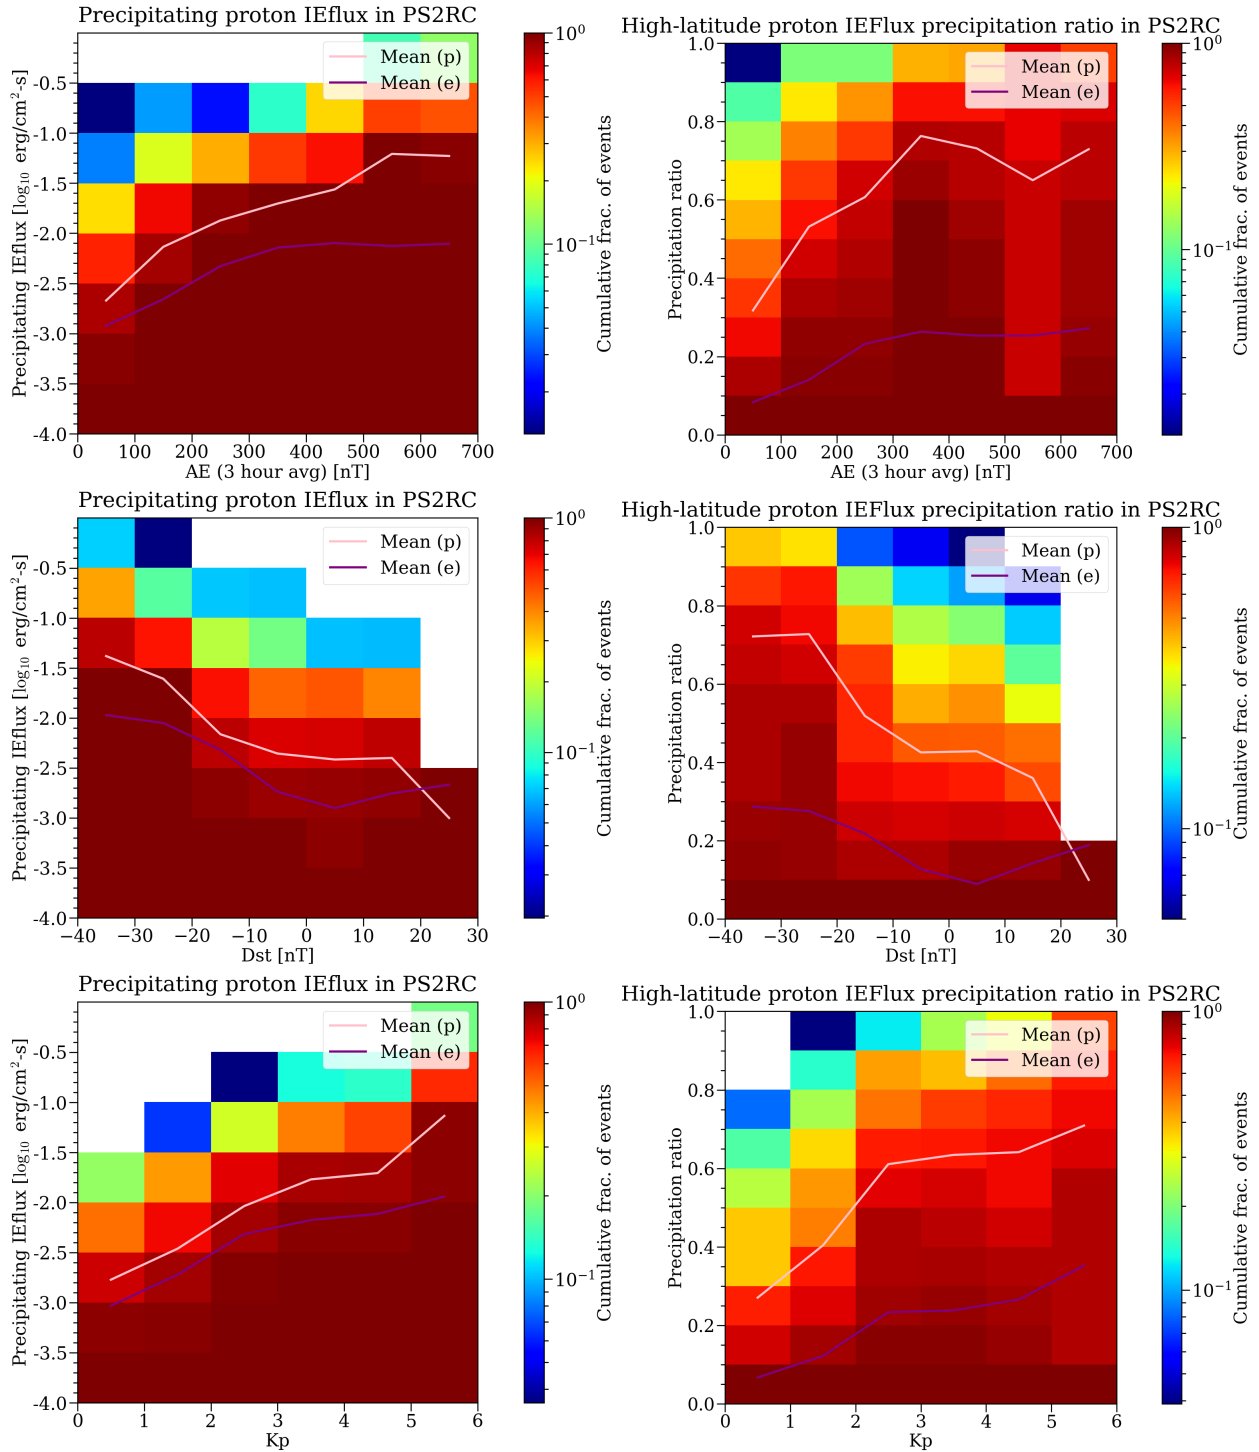 Precipitating proton IEflux in PS2RC
High-latitude proton IEFlux precipitation ratio in PS2RC
Precipitating IEflux [log₁₀ erg/cm²-s]
-0.5
-1.0
-1.5
-2.0
-2.5
-3.0
-3.5
-4.0
0 100 200 300 400 500 600 700
AE (3 hour avg) [nT]
Mean (p)
Mean (e)
10⁰
10⁻¹
Cumulative frac. of events
Precipitation ratio
1.0
0.8
0.6
0.4
0.2
0.0
0 100 200 300 400 500 600 700
AE (3 hour avg) [nT]
Mean (p)
Mean (e)
10⁰
10⁻¹
Cumulative frac. of events
Precipitating proton IEflux in PS2RC
High-latitude proton IEFlux precipitation ratio in PS2RC
Precipitating IEflux [log₁₀ erg/cm²-s]
-0.5
-1.0
-1.5
-2.0
-2.5
-3.0
-3.5
-4.0
−40 −30 −20 −10 0 10 20 30
Dst [nT]
Mean (p)
Mean (e)
10⁰
10⁻¹
Cumulative frac. of events
Precipitation ratio
1.0
0.8
0.6
0.4
0.2
0.0
−40 −30 −20 −10 0 10 20 30
Dst [nT]
Mean (p)
Mean (e)
10⁰
10⁻¹
Cumulative frac. of events
Precipitating proton IEflux in PS2RC
High-latitude proton IEFlux precipitation ratio in PS2RC
Precipitating IEflux [log₁₀ erg/cm²-s]
-0.5
-1.0
-1.5
-2.0
-2.5
-3.0
-3.5
-4.0
0 1 2 3 4 5 6
Kp
Mean (p)
Mean (e)
10⁰
10⁻¹
Cumulative frac. of events
Precipitation ratio
1.0
0.8
0.6
0.4
0.2
0.0
0 1 2 3 4 5 6
Kp
Mean (p)
Mean (e)
10⁰
10⁻¹
Cumulative frac. of events